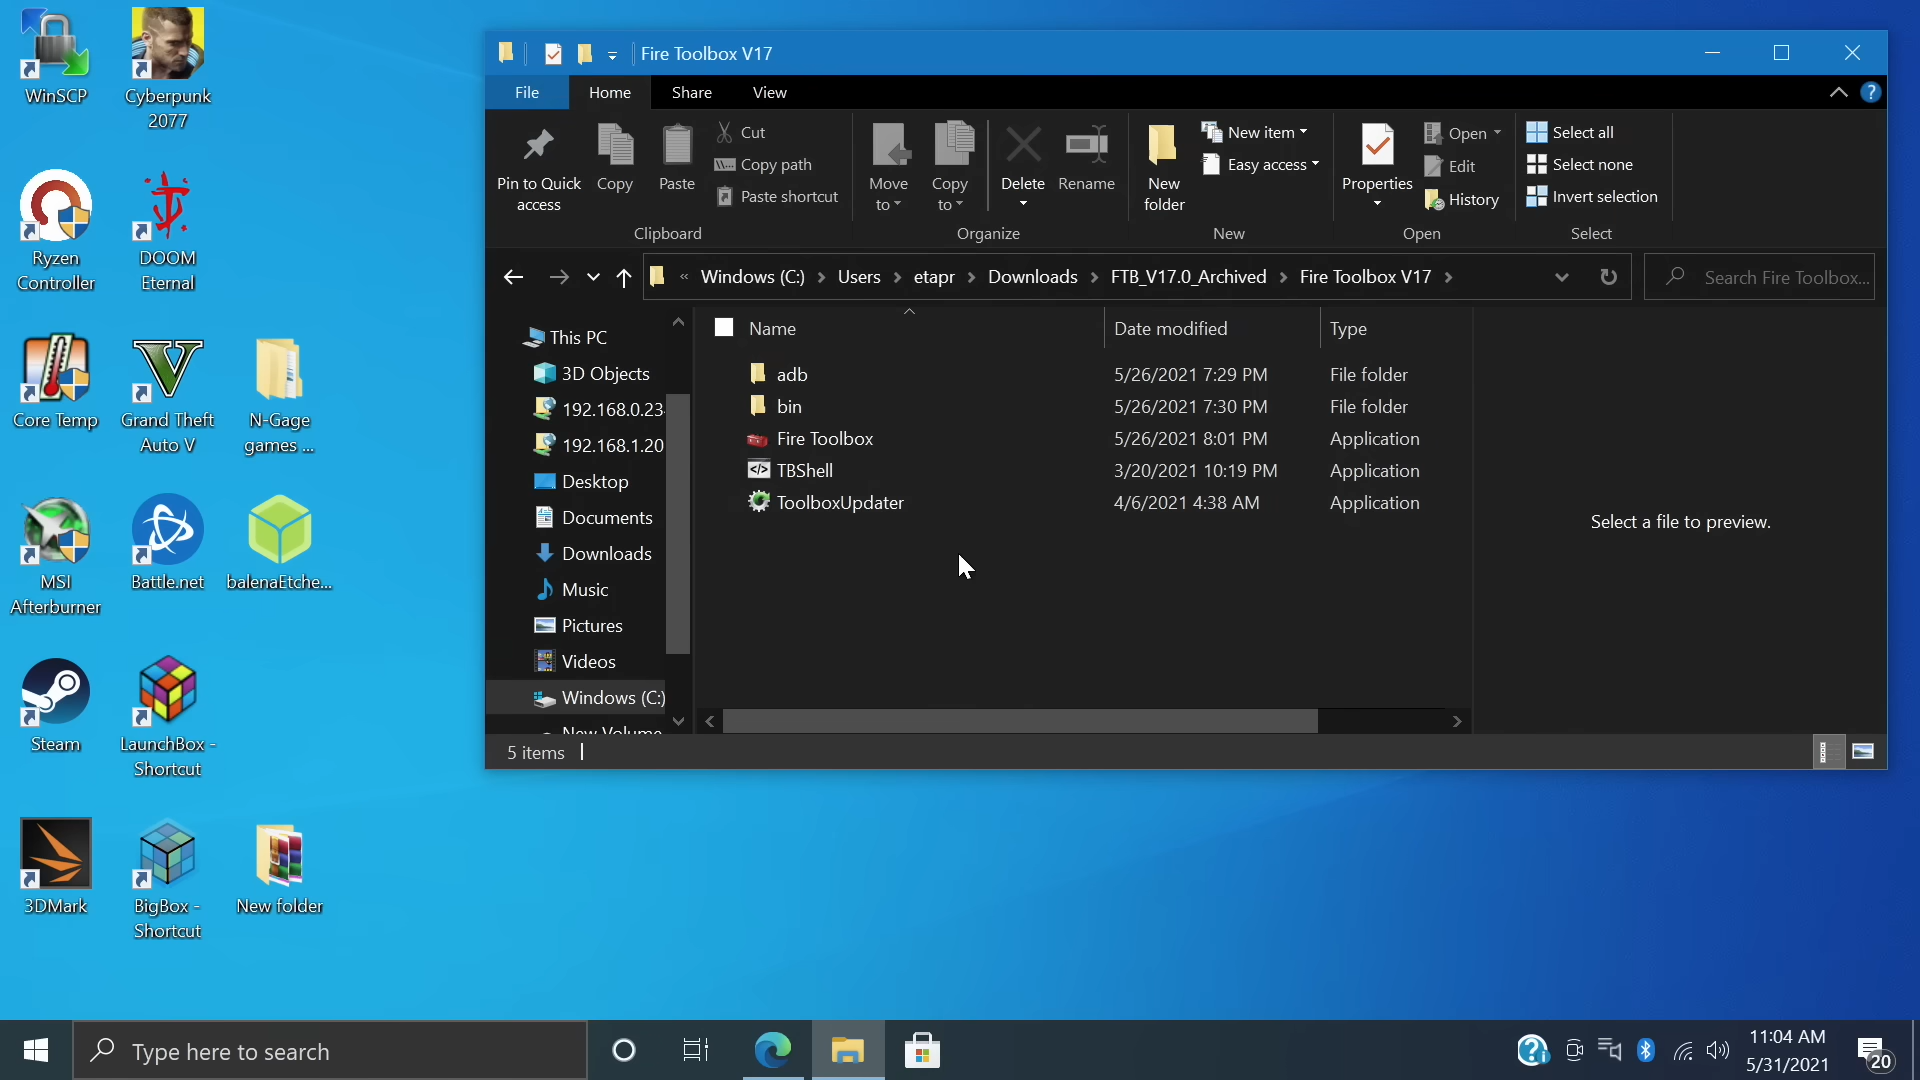 WinSCP
Cyberpunk
2077
Ryzen
Controller
DOOM
Eternal
Core Temp
Grand Theft
Auto V
N-Gage
games ...
MSI
Afterburner
Battle.net
balenaEtche...
Steam
LaunchBox -
Shortcut
3DMark
BigBox -
Shortcut
New folder
Fire Toolbox V17
File
Home
Share
View
Pin to Quick
access
Copy
Paste
Cut
Copy path
Paste shortcut
Clipboard
Move
to
Copy
to
Delete
Rename
Organize
New
folder
New item
Easy access
New
Properties
Open
Edit
History
Open
Select all
Select none
Invert selection
Select
« Windows (C:) > Users > etapr > Downloads > FTB_V17.0_Archived > Fire Toolbox V17 >
Search Fire Toolbox...
This PC
3D Objects
192.168.0.23
192.168.1.20
Desktop
Documents
Downloads
Music
Pictures
Videos
Windows (C:)
New Volume
Name Date modified Type
adb 5/26/2021 7:29 PM File folder
bin 5/26/2021 7:30 PM File folder
Fire Toolbox 5/26/2021 8:01 PM Application
TBShell 3/20/2021 10:19 PM Application
ToolboxUpdater 4/6/2021 4:38 AM Application
Select a file to preview.
5 items
Type here to search
11:04 AM
5/31/2021
20